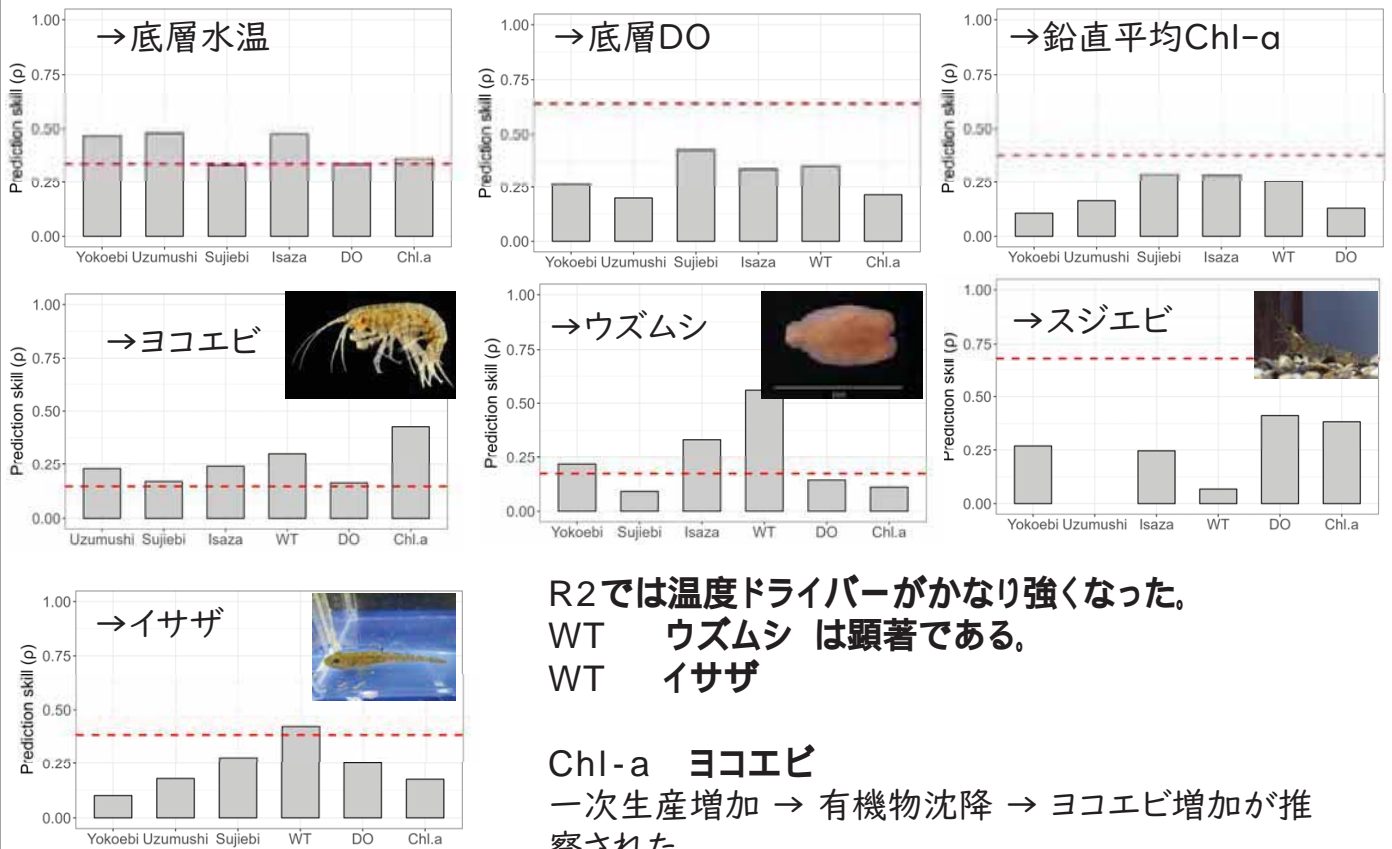 →底層水温
Prediction skill (ρ)
1.00
0.75
0.50
0.25
0.00
Yokoebi Uzumushi Sujiebi Isaza DO Chl.a
→底層DO
Prediction skill (ρ)
1.00
0.75
0.50
0.25
0.00
Yokoebi Uzumushi Sujiebi Isaza WT Chl.a
→鉛直平均Chl-a
Prediction skill (ρ)
1.00
0.75
0.50
0.25
0.00
Yokoebi Uzumushi Sujiebi Isaza WT DO
→ヨコエビ
Prediction skill (ρ)
1.00
0.75
0.50
0.25
0.00
Uzumushi Sujiebi Isaza WT DO Chl.a
→ウズムシ
Prediction skill (ρ)
1.00
0.75
0.50
0.25
0.00
Yokoebi Sujiebi Isaza WT DO Chl.a
→スジエビ
Prediction skill (ρ)
1.00
0.75
0.50
0.25
0.00
Yokoebi Uzumushi Isaza WT DO Chl.a
→イサザ
Prediction skill (ρ)
1.00
0.75
0.50
0.25
0.00
Yokoebi Uzumushi Sujiebi WT DO Chl.a
R2では温度ドライバーがかなり強くなった。
WT ウズムシ は顕著である。
WT イサザ
Chl-a ヨコエビ
一次生産増加 → 有機物沈降 → ヨコエビ増加が推
察された